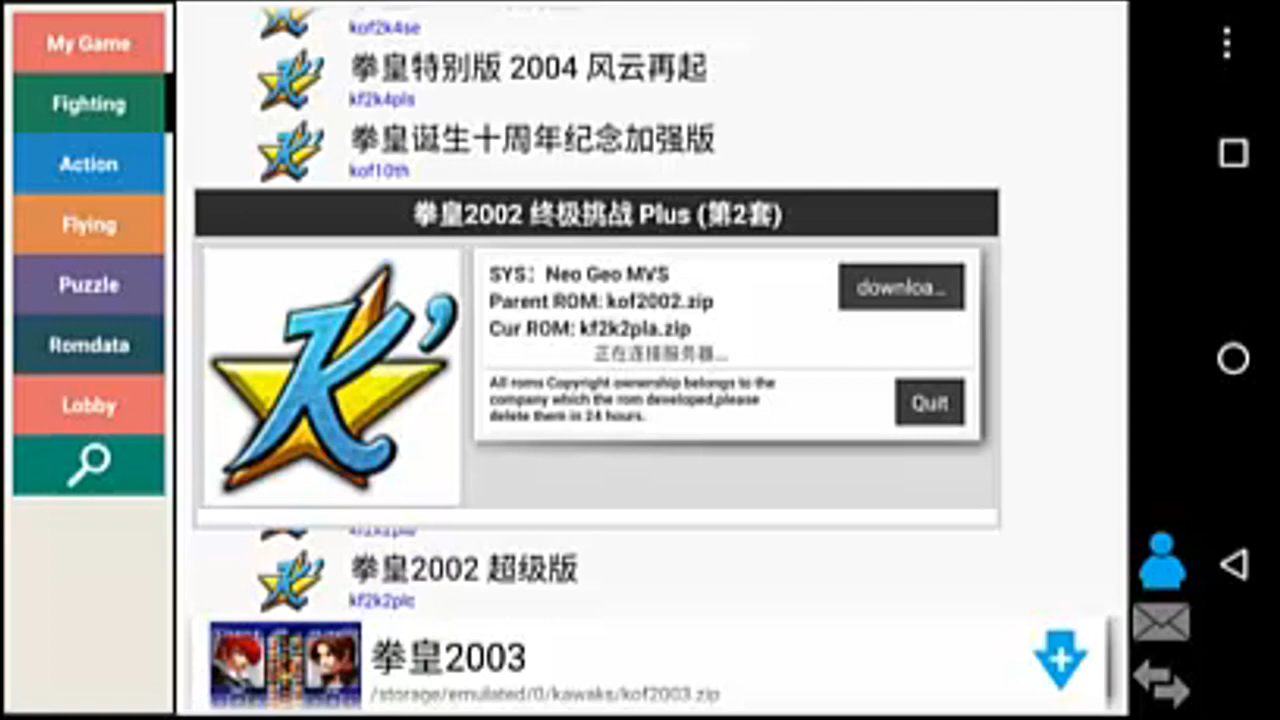 My Game
Fighting
Action
Flying
Puzzle
Romdata
Lobby
kof2k4se
拳皇特别版 2004 风云再起
kf2k4pls
拳皇诞生十周年纪念加强版
kof10th
拳皇2002 终极挑战 Plus (第2套)
SYS: Neo Geo MVS
Parent ROM: kof2002.zip
Cur ROM: kf2k2pla.zip
正在连接服务器...
downloa...
All roms Copyright ownership belongs to the
company which the rom developed,please
delete them in 24 hours.
Quit
拳皇2002 超级版
kf2k2plc
拳皇2003
/storage/emulated/0/kawaks/kof2003.zip